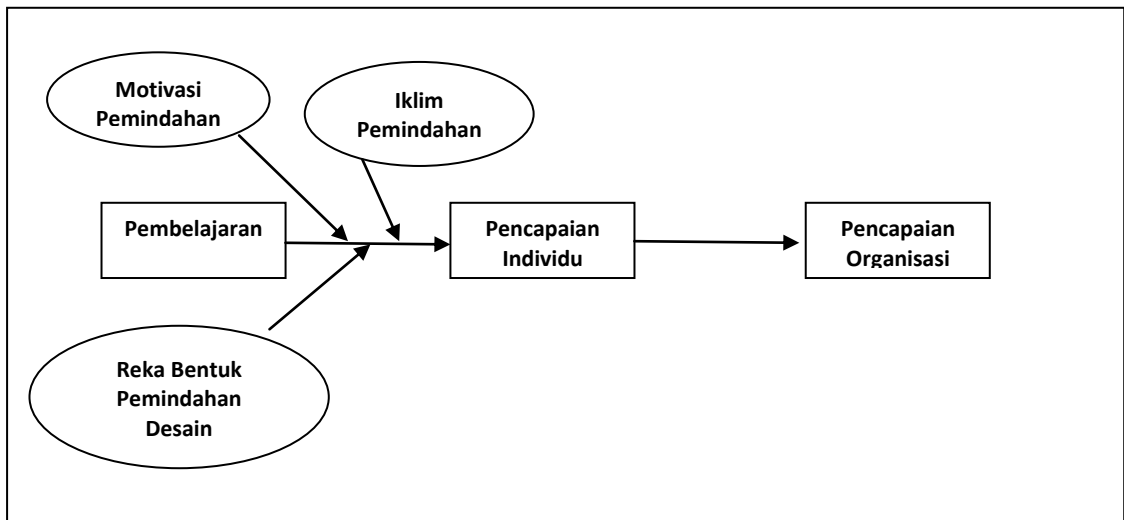 Motivasi
Pemindahan
Iklim
Pemindahan
Pembelajaran
Pencapaian
Individu
Pencapaian
Organisasi
Reka Bentuk
Pemindahan
Desain